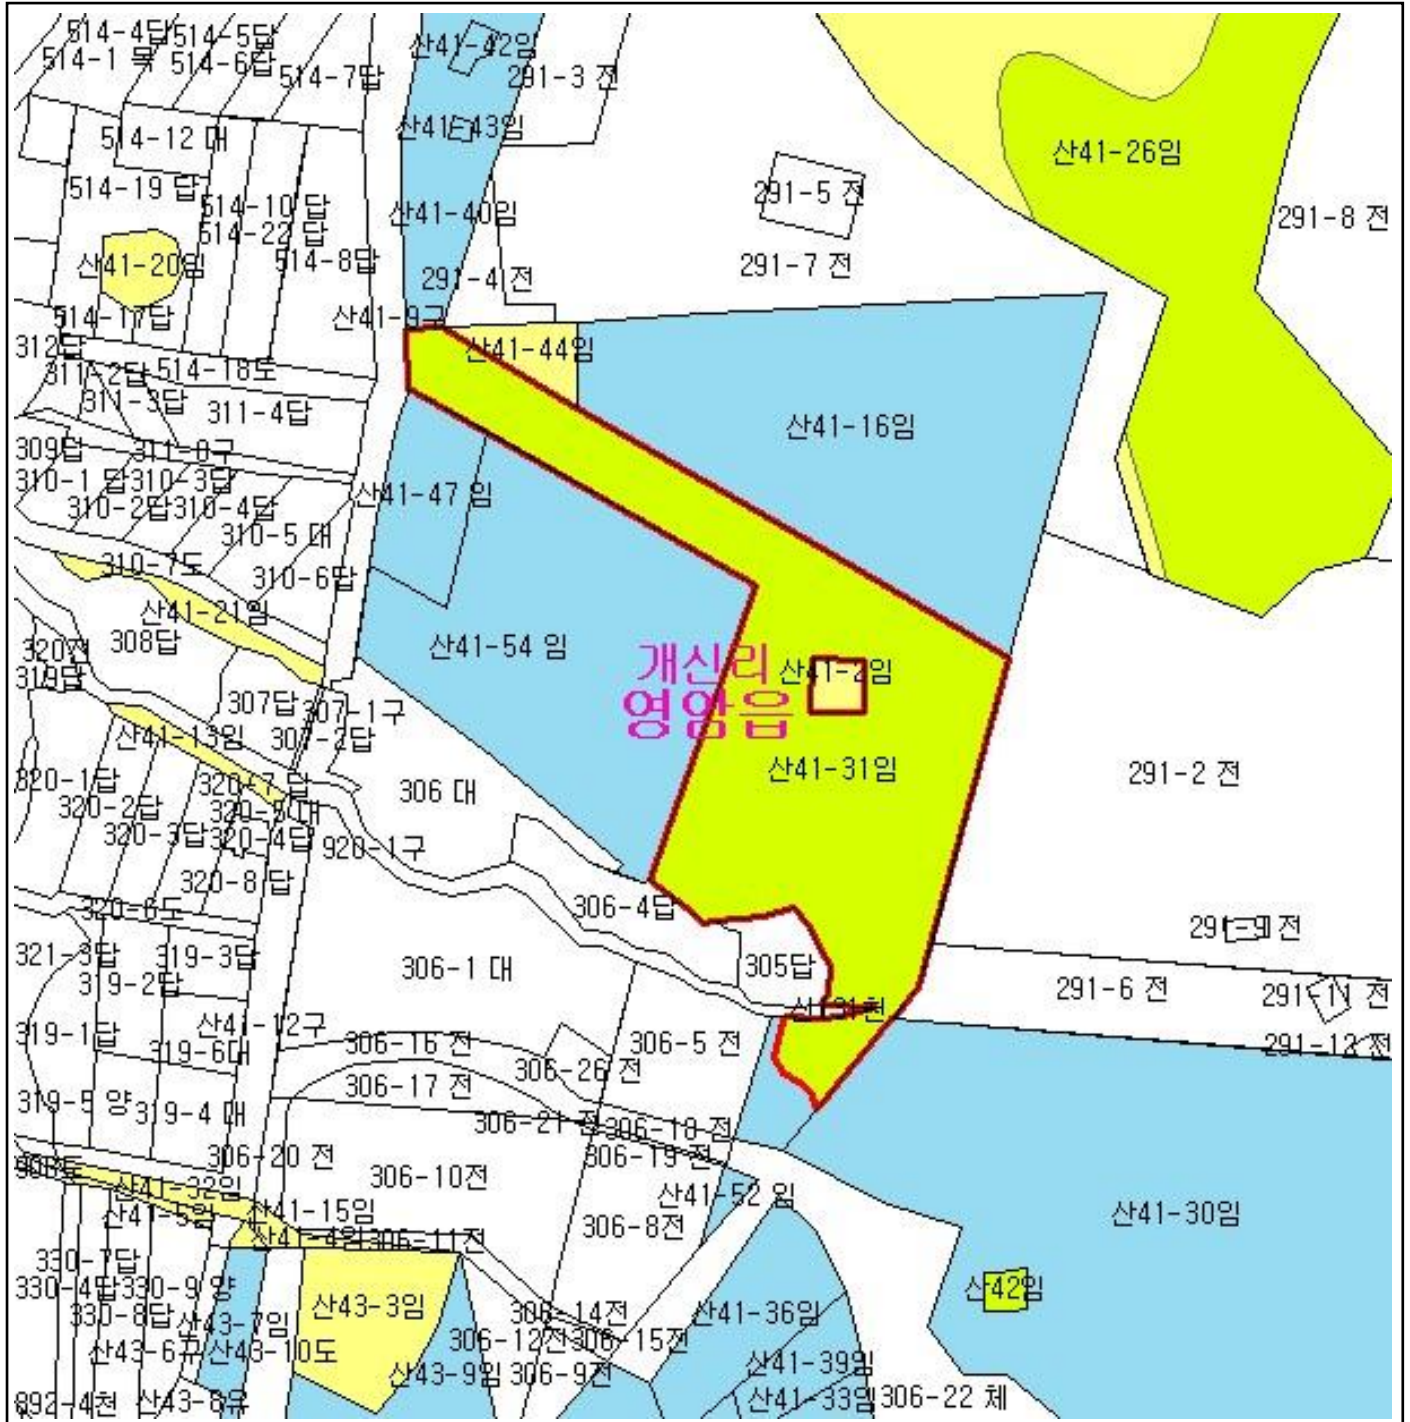 514-4답
514-5답
산41-42임
514-1 목
514-6답
514-7답
291-3 전
514-12 대
산41-43임
산41-26임
514-19 답
291-5 전
514-10 답
산41-40임
291-8 전
514-22 답
산41-20임
514-8답
291-4 전
291-7 전
514-17답
산41-9구
312답
산41-44임
311-2답
514-18도
311-3답
311-4답
산41-16임
309답
311-8구
310-1 답
310-3답
산41-47 임
310-2답
310-4답
310-5 대
310-7도
310-6답
산41-21임
308답
320전
산41-54 임
개신리
산41-2임
319답
307답
307-1구
영암읍
산41-13임
307-2답
산41-31임
291-2 전
320-1답
320-7 답
306 대
320-2답
320-5 대
320-3답
320-4답
920-1구
320-8 답
320-6도
306-4답
291-9 전
321-3답
319-3답
306-1 대
305답
319-2답
291-6 전
291-11 전
319-1답
산41-12구
306-16 전
306-5 전
319-6대
291-12 전
306-26 전
306-17 전
319-5 양
319-4 대
306-21 전
306-18 전
306-20 전
306-19 전
306-10전
산41-32임
산41-52 임
산41-5임
산41-15임
306-8전
산41-30임
산41-4임
306-11전
330-7답
330-4답
330-9 양
산42임
330-8답
산43-7임
산43-3임
306-14전
산41-36임
산43-6구
산43-10도
306-12전
306-15전
산43-9임
306-9전
산41-39임
892-4천
산43-8유
산41-33임
306-22 체